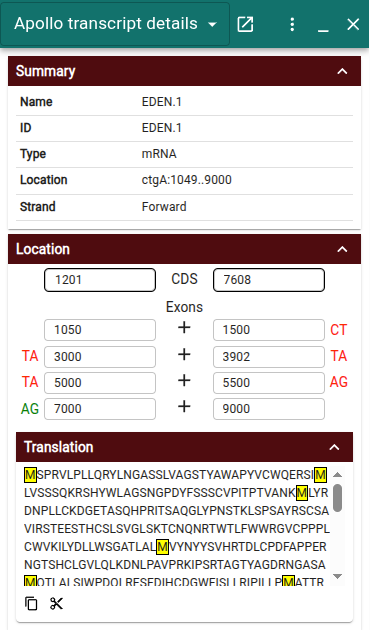 Apollo transcript details
Summary
Name EDEN.1
ID EDEN.1
Type mRNA
Location ctgA:1049..9000
Strand Forward
Location
1201 CDS 7608
Exons
1050 + 1500 CT
TA 3000 + 3902 TA
TA 5000 + 5500 AG
AG 7000 + 9000
Translation
MSPRVLPLLQRYLNGASSLVAGSTYAWAPYVCWQERSIM
LVSSSQKRSHYWLAGSNGPDYFSSSCVPITPTVANKMLYR
DNPLLCKDGETASQHPRITSAQGLYPNSTKLSPSAYRSCSA
VIRSTEESTHCSLSVGLSKTCNQNRTWTLFWWRGVCPPPL
CWVKILYDLLWSGATLALMVYNYYSVHRTDLCPDFAPPER
NGTSHCLGVLQLKDNLPAVPRKIPSRTAGTYAGDRNGASA
MQTLALSIWPDQLRESFDIHCDGWFISLLRIPILLPMATTR